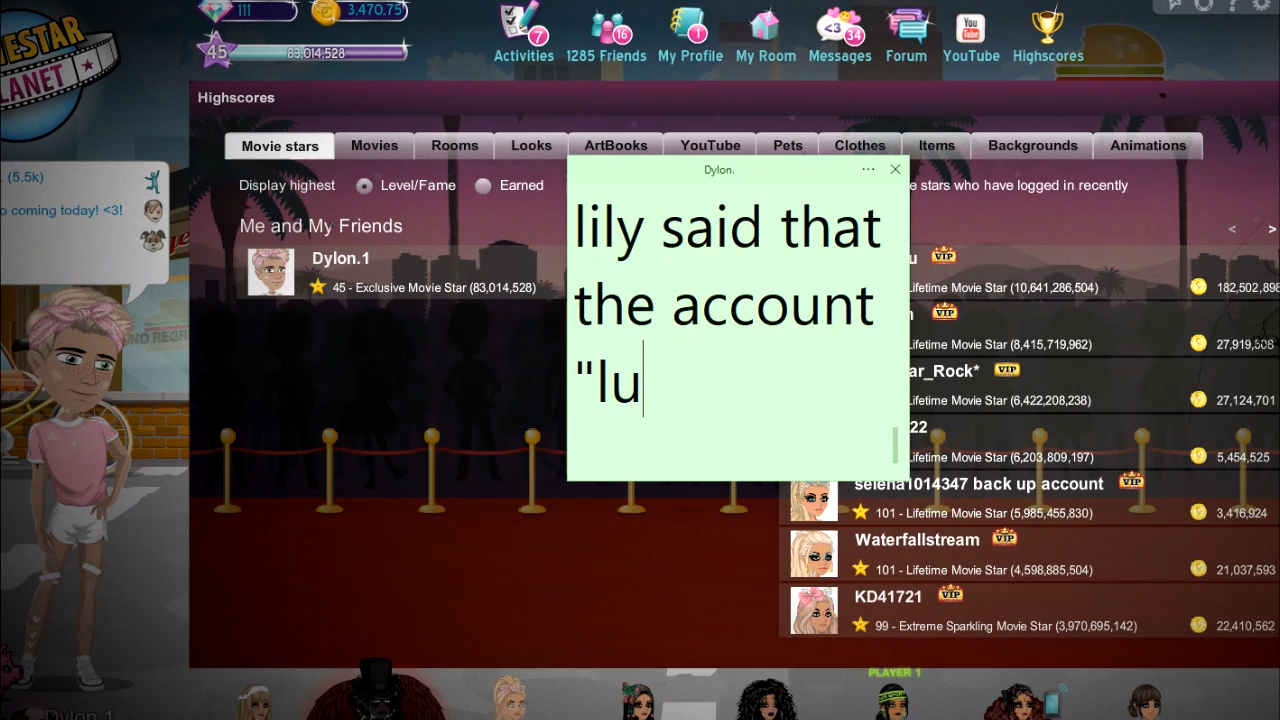 111
3,470.75
45
83,014,528
7
Activities
16
1285 Friends
1
My Profile
My Room
<3
34
Messages
Forum
You
Tube
YouTube
Highscores
Highscores
Movie stars
Movies
Rooms
Looks
ArtBooks
YouTube
Pets
Clothes
Items
Backgrounds
Animations
Display highest
Level/Fame
Earned
e stars who have logged in recently
(5.5k)
o coming today! <3!
Me and My Friends
Dylon.1
45 - Exclusive Movie Star (83,014,528)
Dylon.
lily said that
the account
"lu
< >
u VIP
Lifetime Movie Star (10,641,286,504)
182,502,898
VIP
Lifetime Movie Star (8,415,719,962)
27,919,508
ar_Rock* VIP
Lifetime Movie Star (6,422,208,238)
27,124,701
22
Lifetime Movie Star (6,203,809,197)
5,454,525
selena1014347 back up account VIP
101 - Lifetime Movie Star (5,985,455,830)
3,416,924
Waterfallstream VIP
101 - Lifetime Movie Star (4,598,885,504)
21,037,593
KD41721 VIP
99 - Extreme Sparkling Movie Star (3,970,695,142)
22,410,562
NO REGR
PLANET
PLAYER 1
Dylon.1